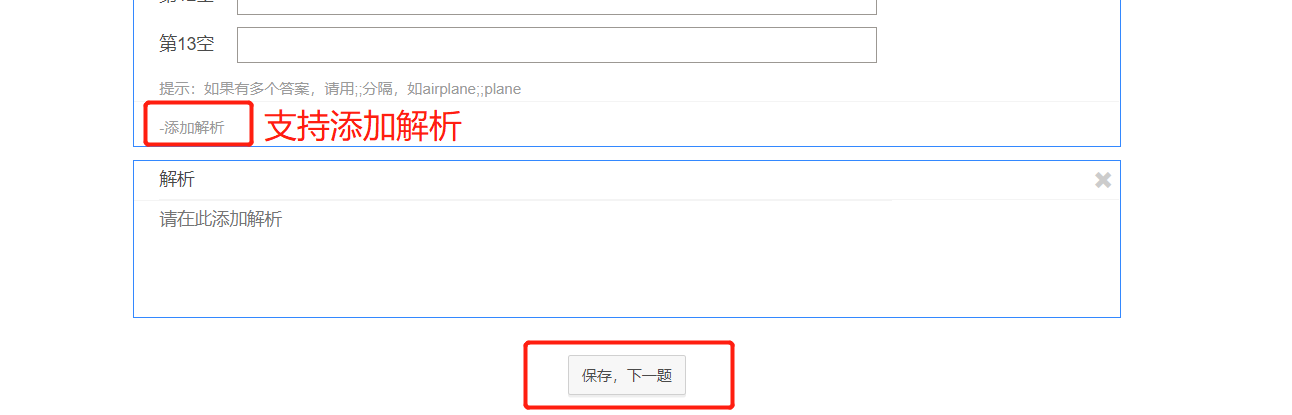 第13空
提示：如果有多个答案，请用;;分隔，如airplane;;plane
-添加解析 支持添加解析
解析
请在此添加解析
保存，下一题